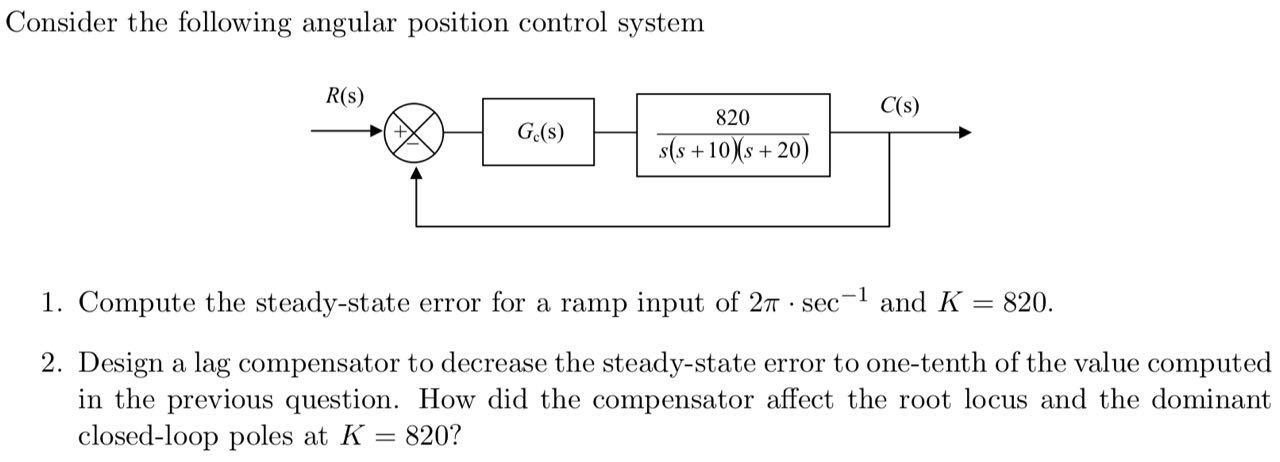 Consider the following angular position control system
R(s)
+
−
G_c(s)
820
s(s + 10)(s + 20)
C(s)
1. Compute the steady-state error for a ramp input of 2π · sec⁻¹ and K = 820.
2. Design a lag compensator to decrease the steady-state error to one-tenth of the value computed
in the previous question. How did the compensator affect the root locus and the dominant
closed-loop poles at K = 820?